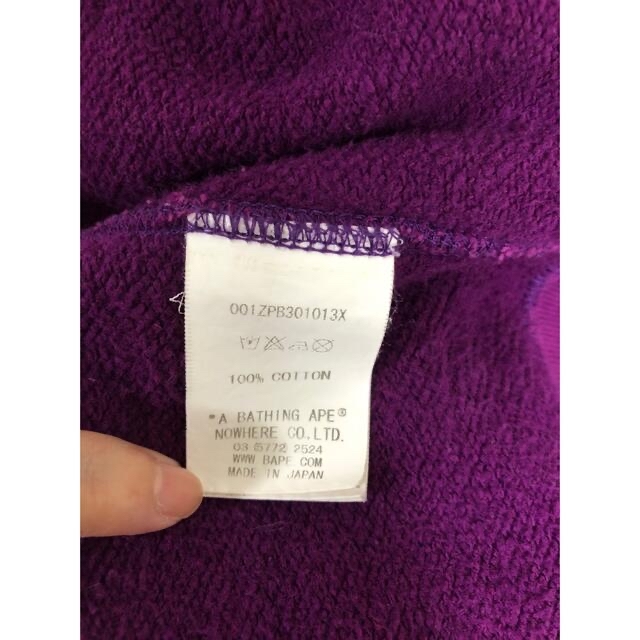 001ZPB301013X
100% COTTON
"A BATHING APE®
NOWHERE CO.,LTD.
03 5772 2524
WWW BAPE.COM
MADE IN JAPAN